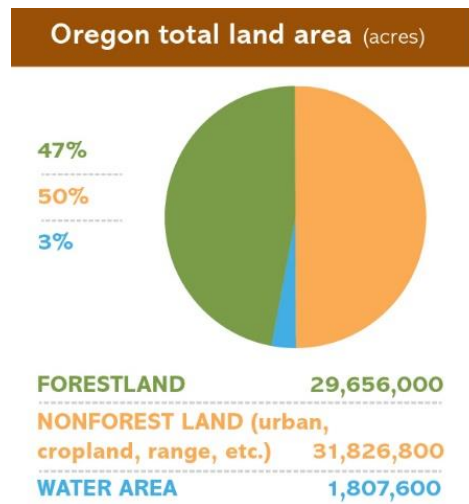 Oregon total land area (acres)
47%
50%
3%
FORESTLAND 29,656,000
NONFOREST LAND (urban,
cropland, range, etc.) 31,826,800
WATER AREA 1,807,600